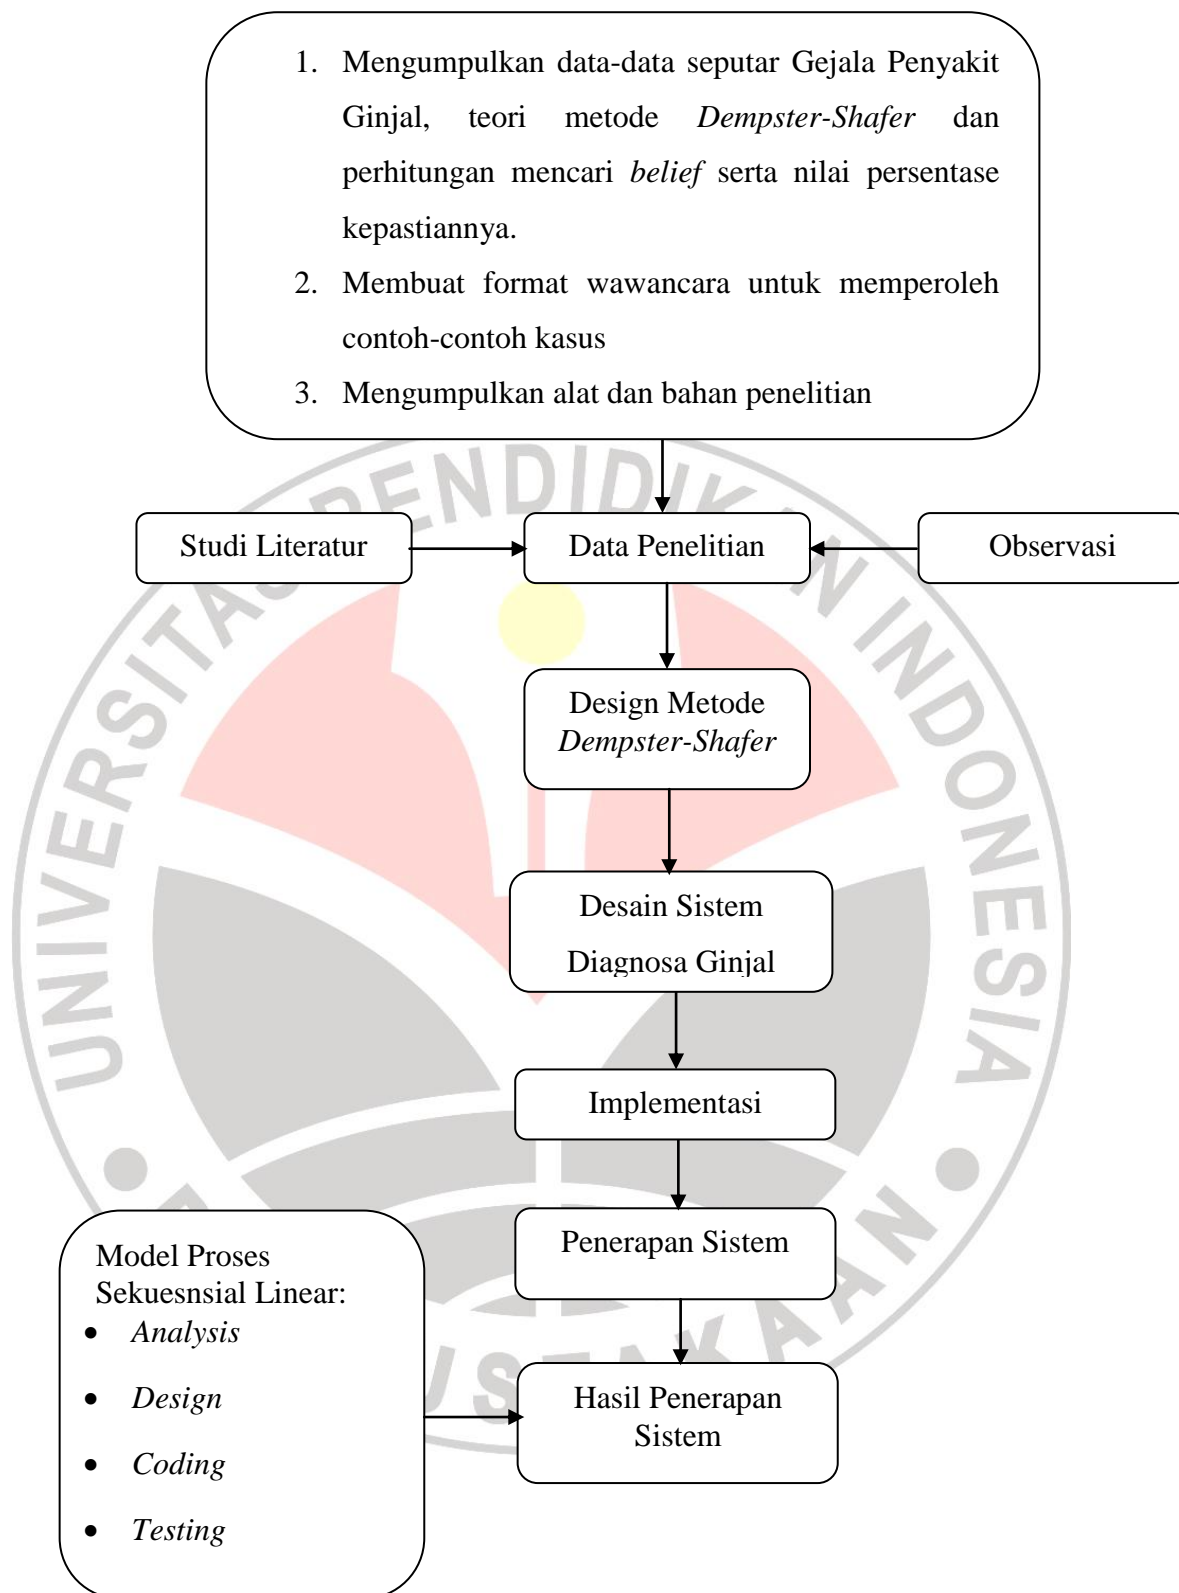 1. Mengumpulkan data-data seputar Gejala Penyakit
Ginjal, teori metode Dempster-Shafer dan
perhitungan mencari belief serta nilai persentase
kepastiannya.
2. Membuat format wawancara untuk memperoleh
contoh-contoh kasus
3. Mengumpulkan alat dan bahan penelitian
Studi Literatur
Data Penelitian
Observasi
Design Metode
Dempster-Shafer
Desain Sistem
Diagnosa Ginjal
Implementasi
Penerapan Sistem
Model Proses
Sekuesnsial Linear:
• Analysis
• Design
• Coding
• Testing
Hasil Penerapan
Sistem
UNIVERSITAS PENDIDIKAN INDONESIA